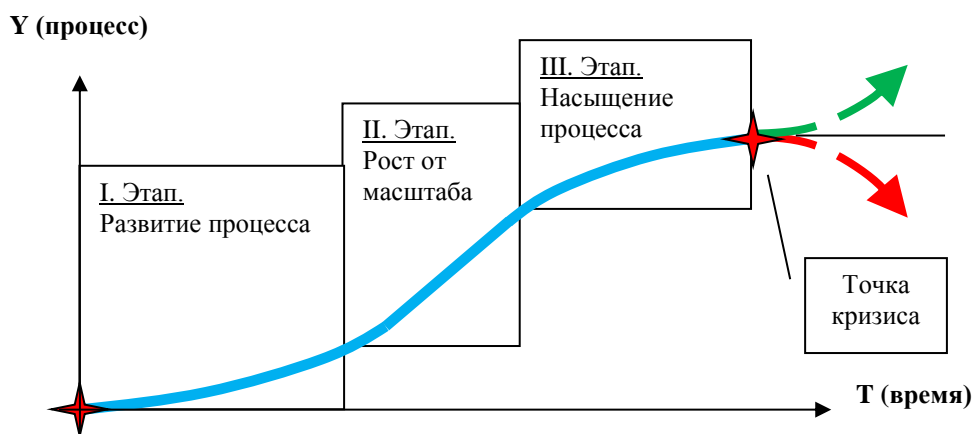 Y (процесс)
III. Этап.
Насыщение
процесса
II. Этап.
Рост от
масштаба
I. Этап.
Развитие процесса
Точка
кризиса
T (время)